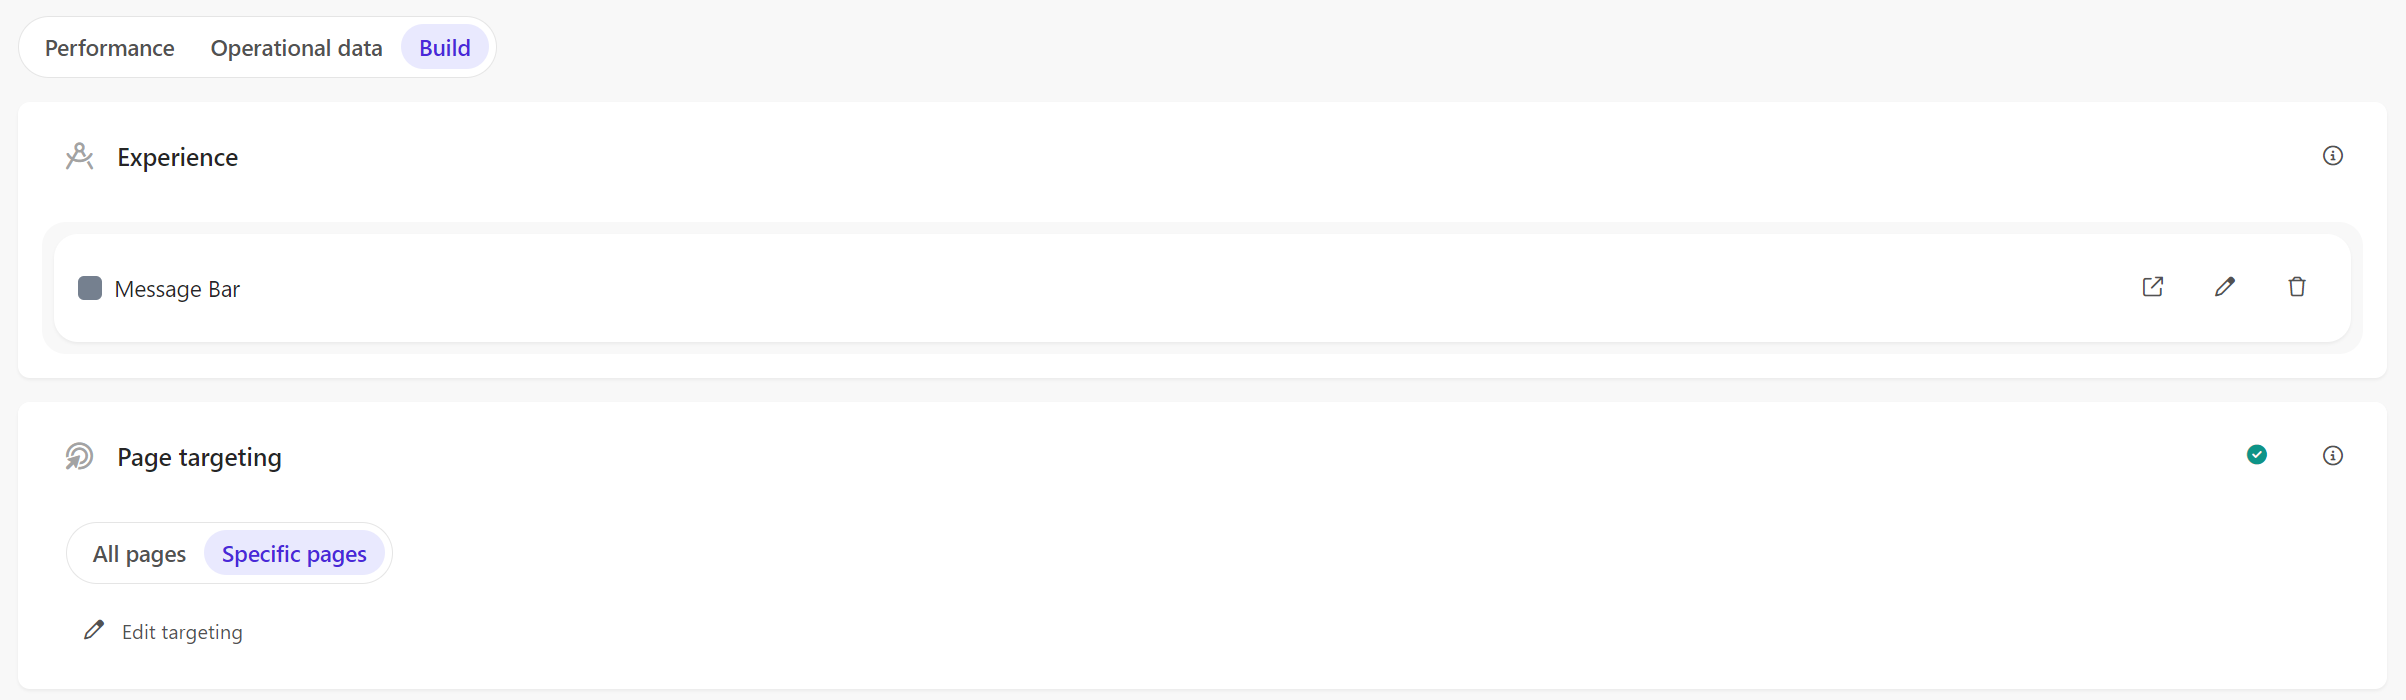 Performance Operational data Build
Experience
Message Bar
Page targeting
All pages Specific pages
Edit targeting